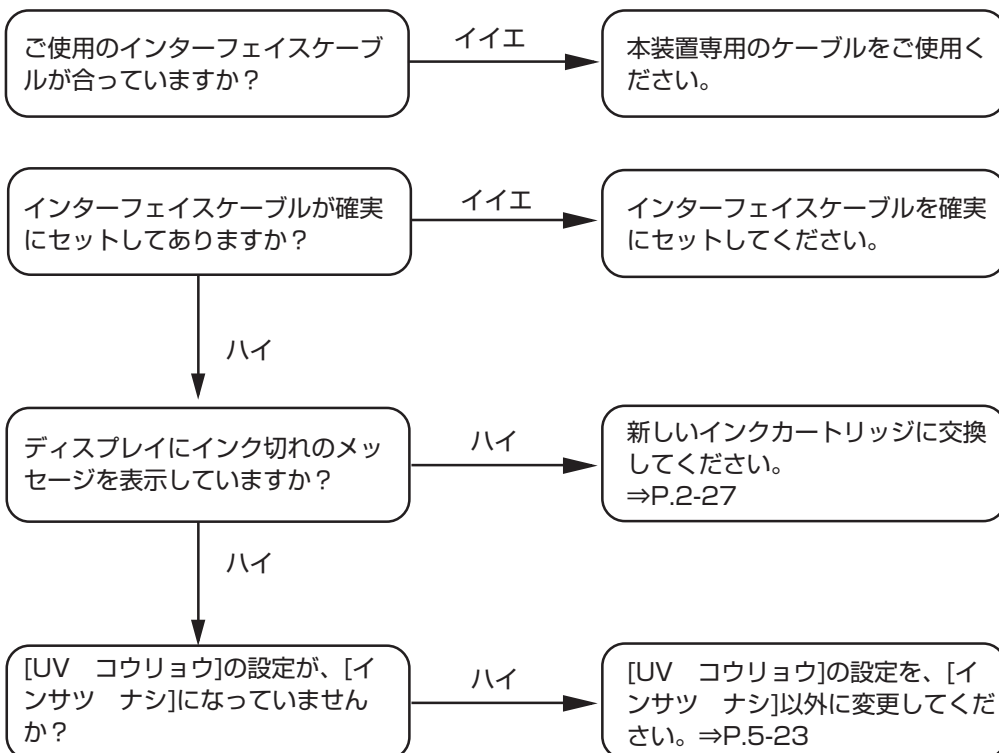 ご使用のインターフェイスケーブ
ルが合っていますか？
イイエ
本装置専用のケーブルをご使用く
ださい。
インターフェイスケーブルが確実
にセットしてありますか？
イイエ
インターフェイスケーブルを確実
にセットしてください。
ハイ
ディスプレイにインク切れのメッ
セージを表示していますか？
ハイ
新しいインクカートリッジに交換
してください。
⇒P.2-27
ハイ
[UV　コウリョウ]の設定が、[イ
ンサツ　ナシ]になっていません
か？
ハイ
[UV　コウリョウ]の設定を、[イ
ンサツ　ナシ]以外に変更してくだ
さい。⇒P.5-23